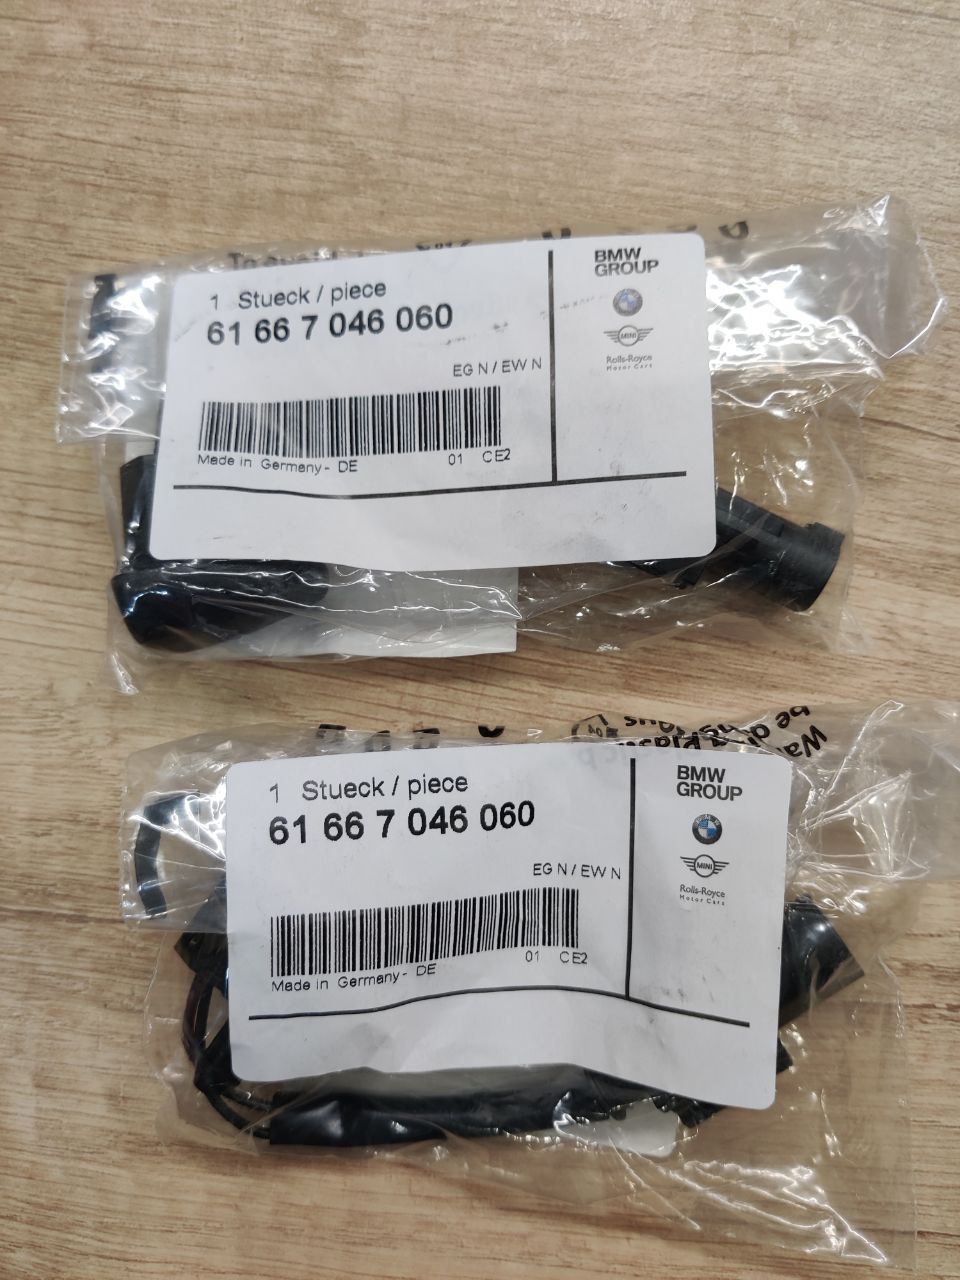 1 Stueck / piece
61 66 7 046 060
EG N / EW N
Made in Germany - DE
01 CE2
BMW
GROUP
MINI
Rolls-Royce
Motor Cars
1 Stueck / piece
61 66 7 046 060
EG N / EW N
Made in Germany - DE
01 CE2
BMW
GROUP
MINI
Rolls-Royce
Motor Cars